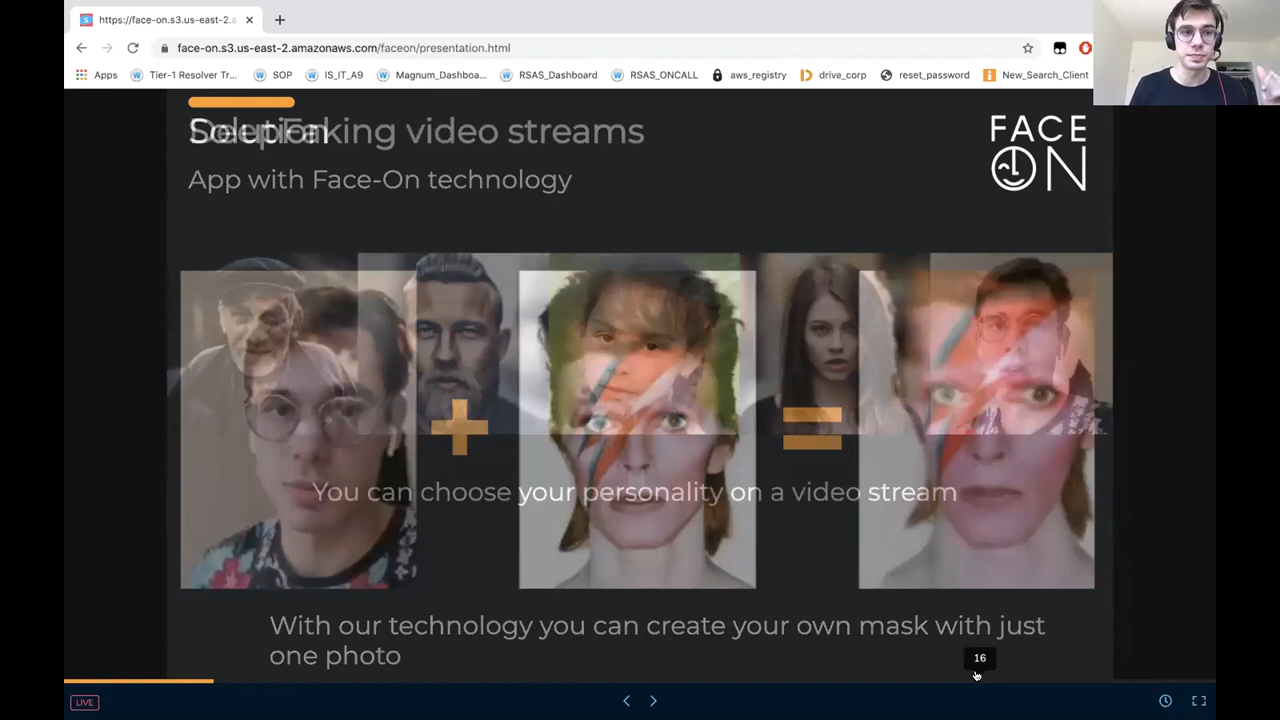 https://face-on.s3.us-east-2.a
face-on.s3.us-east-2.amazonaws.com/faceon/presentation.html
Apps
Tier-1 Resolver Tr...
SOP
IS_IT_A9
Magnum_Dashboa...
RSAS_Dashboard
RSAS_ONCALL
aws_registry
drive_corp
reset_password
New_Search_Client
Solution
DeepFaking video streams
App with Face-On technology
FACE
ON
You can choose your personality on a video stream
With our technology you can create your own mask with just
one photo
16
LIVE